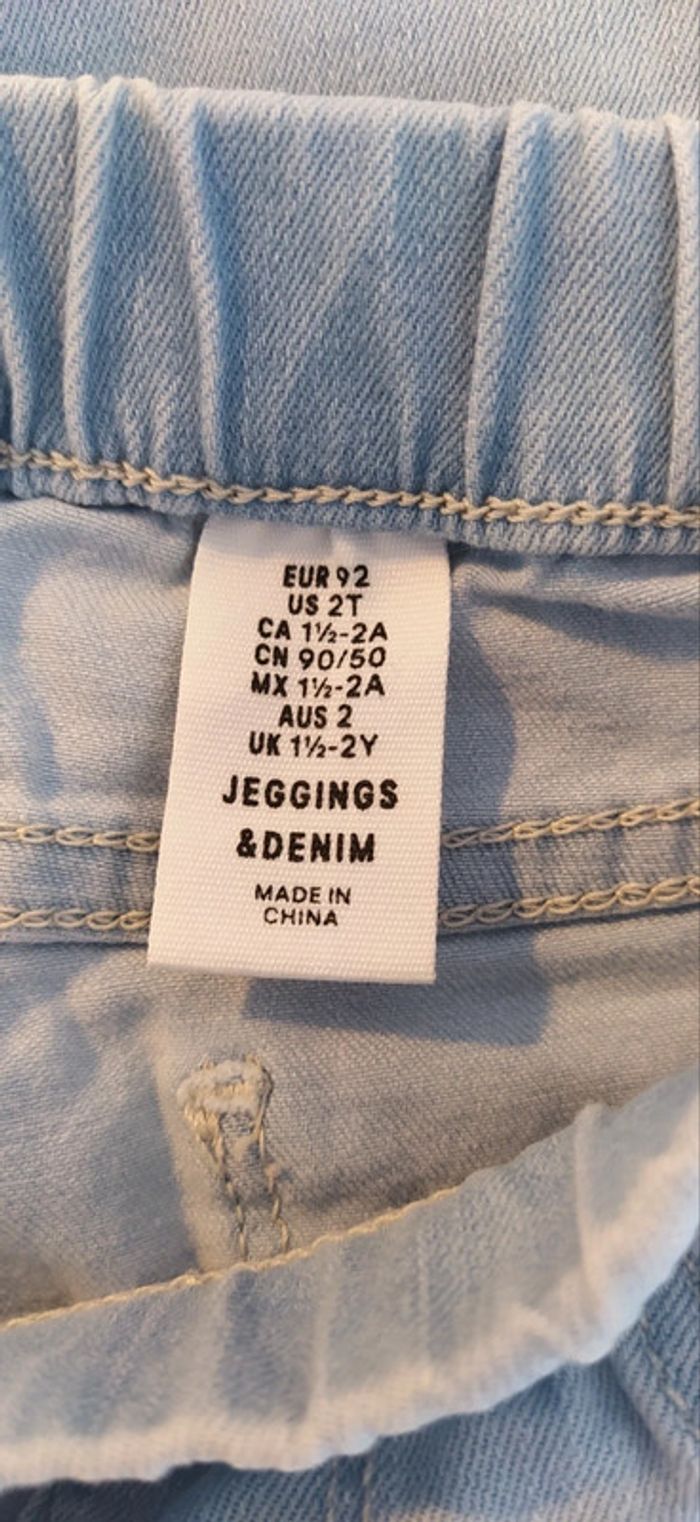 EUR 92
US 2T
CA 1½-2A
CN 90/50
MX 1½-2A
AUS 2
UK 1½-2Y
JEGGINGS
&DENIM
MADE IN
CHINA